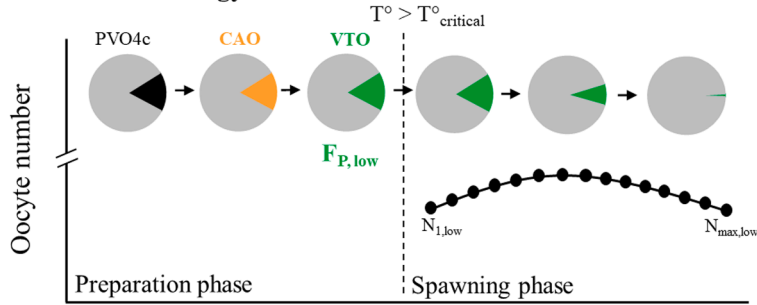 T° > T°critical
PVO4c
CAO
VTO
FP, low
Oocyte number
N1,low
Nmax,low
Preparation phase
Spawning phase